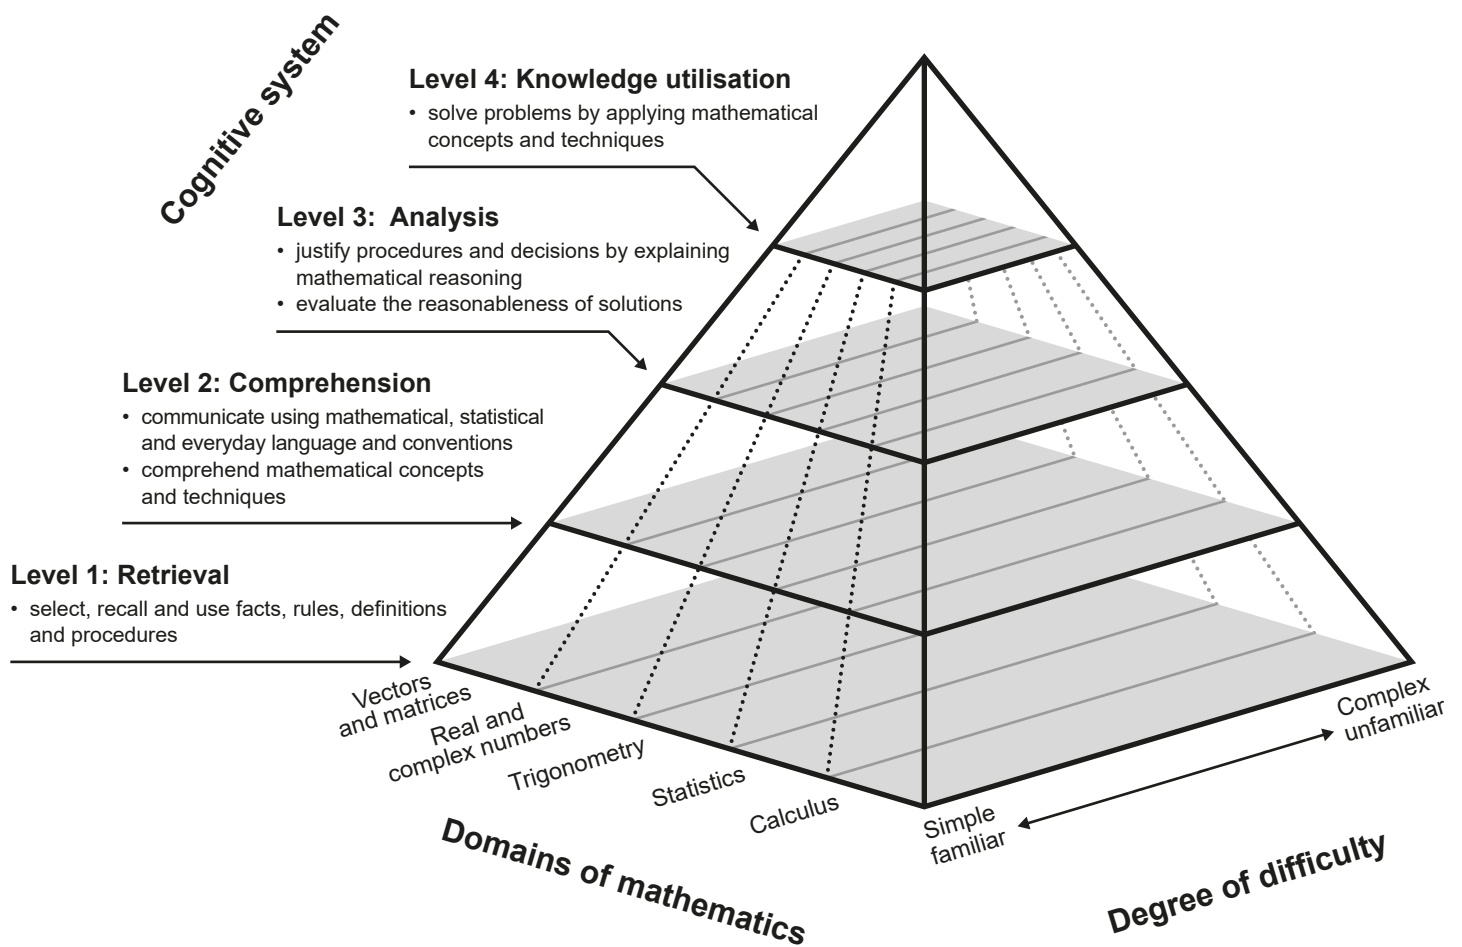 Cognitive system
Level 4: Knowledge utilisation
• solve problems by applying mathematical
concepts and techniques
Level 3:  Analysis
• justify procedures and decisions by explaining
mathematical reasoning
• evaluate the reasonableness of solutions
Level 2: Comprehension
• communicate using mathematical, statistical
and everyday language and conventions
• comprehend mathematical concepts
and techniques
Level 1: Retrieval
• select, recall and use facts, rules, definitions
and procedures
Vectors
and matrices
Real and
complex numbers
Trigonometry
Statistics
Calculus
Domains of mathematics
Simple
familiar
Complex
unfamiliar
Degree of difficulty